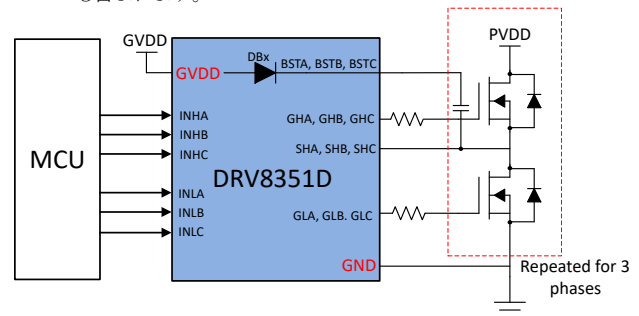 GVDD
PVDD
DBx
BSTA, BSTB, BSTC
GVDD
INHA
INHB
INHC
GHA, GHB, GHC
SHA, SHB, SHC
MCU
DRV8351D
INLA
INLB
INLC
GLA, GLB. GLC
GND
Repeated for 3
phases